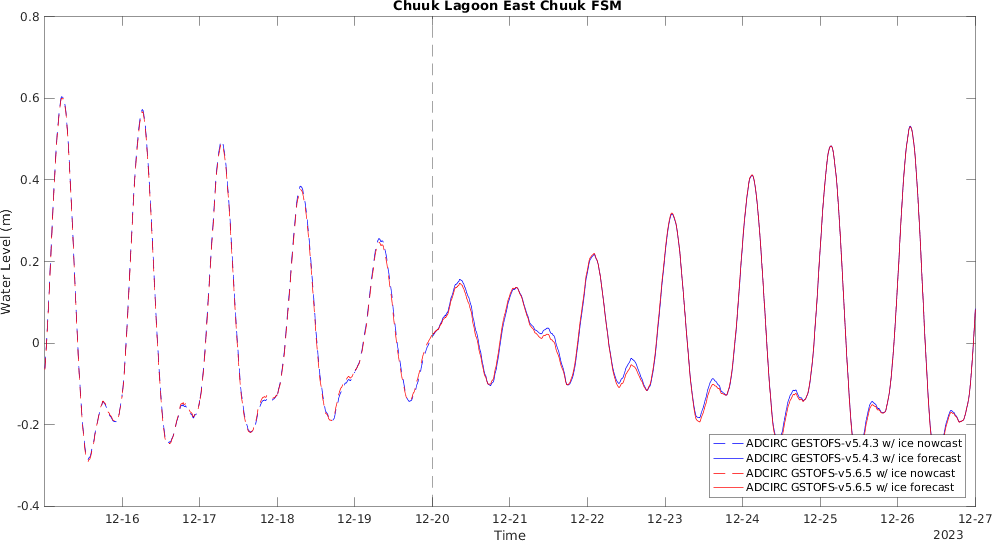 Chuuk Lagoon East Chuuk FSM
0.8
0.6
0.4
0.2
0
-0.2
-0.4
Water Level (m)
ADCIRC GESTOFS-v5.4.3 w/ ice nowcast
ADCIRC GESTOFS-v5.4.3 w/ ice forecast
ADCIRC GSTOFS-v5.6.5 w/ ice nowcast
ADCIRC GSTOFS-v5.6.5 w/ ice forecast
12-16 12-17 12-18 12-19 12-20 12-21 12-22 12-23 12-24 12-25 12-26 12-27
Time
2023